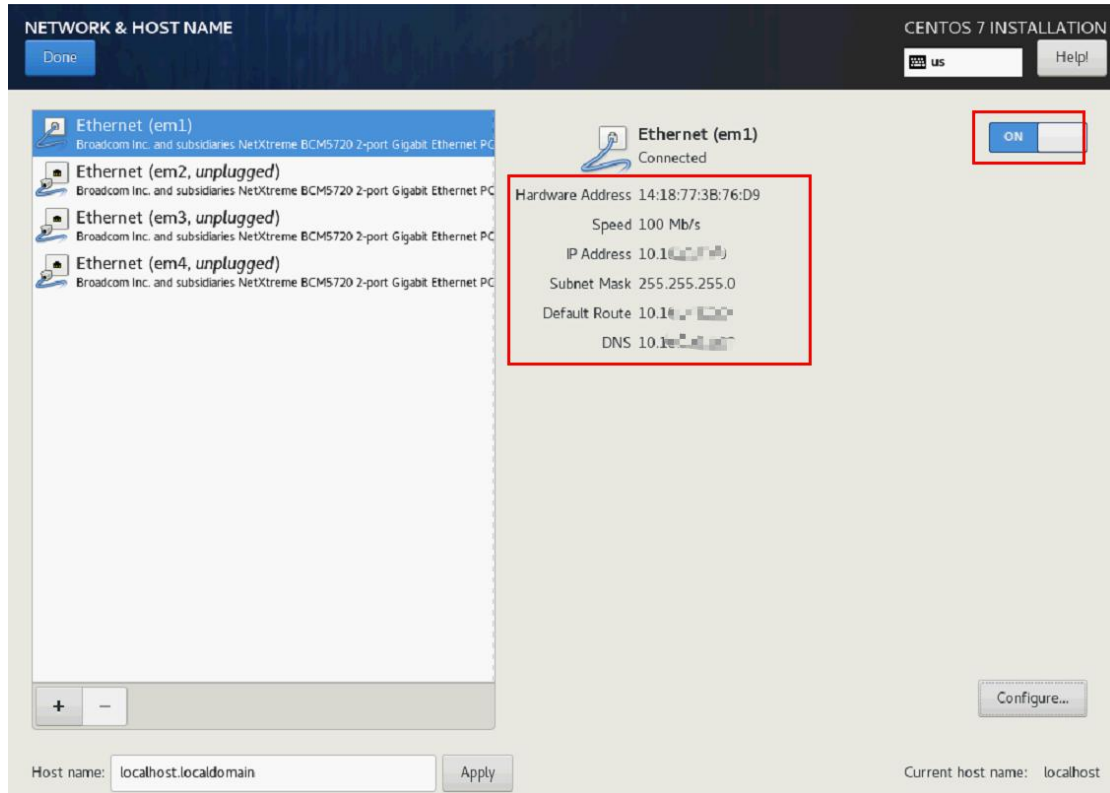 NETWORK & HOST NAME
CENTOS 7 INSTALLATION
Done
us
Help!
Ethernet (em1)
Broadcom Inc. and subsidiaries NetXtreme BCM5720 2-port Gigabit Ethernet PC
Ethernet (em2, unplugged)
Broadcom Inc. and subsidiaries NetXtreme BCM5720 2-port Gigabit Ethernet PC
Ethernet (em3, unplugged)
Broadcom Inc. and subsidiaries NetXtreme BCM5720 2-port Gigabit Ethernet PC
Ethernet (em4, unplugged)
Broadcom Inc. and subsidiaries NetXtreme BCM5720 2-port Gigabit Ethernet PC
Ethernet (em1)
Connected
ON
Hardware Address 14:18:77:3B:76:D9
Speed 100 Mb/s
IP Address
Subnet Mask 255.255.255.0
Default Route
DNS
+ −
Configure...
Host name: localhost.localdomain Apply
Current host name: localhost